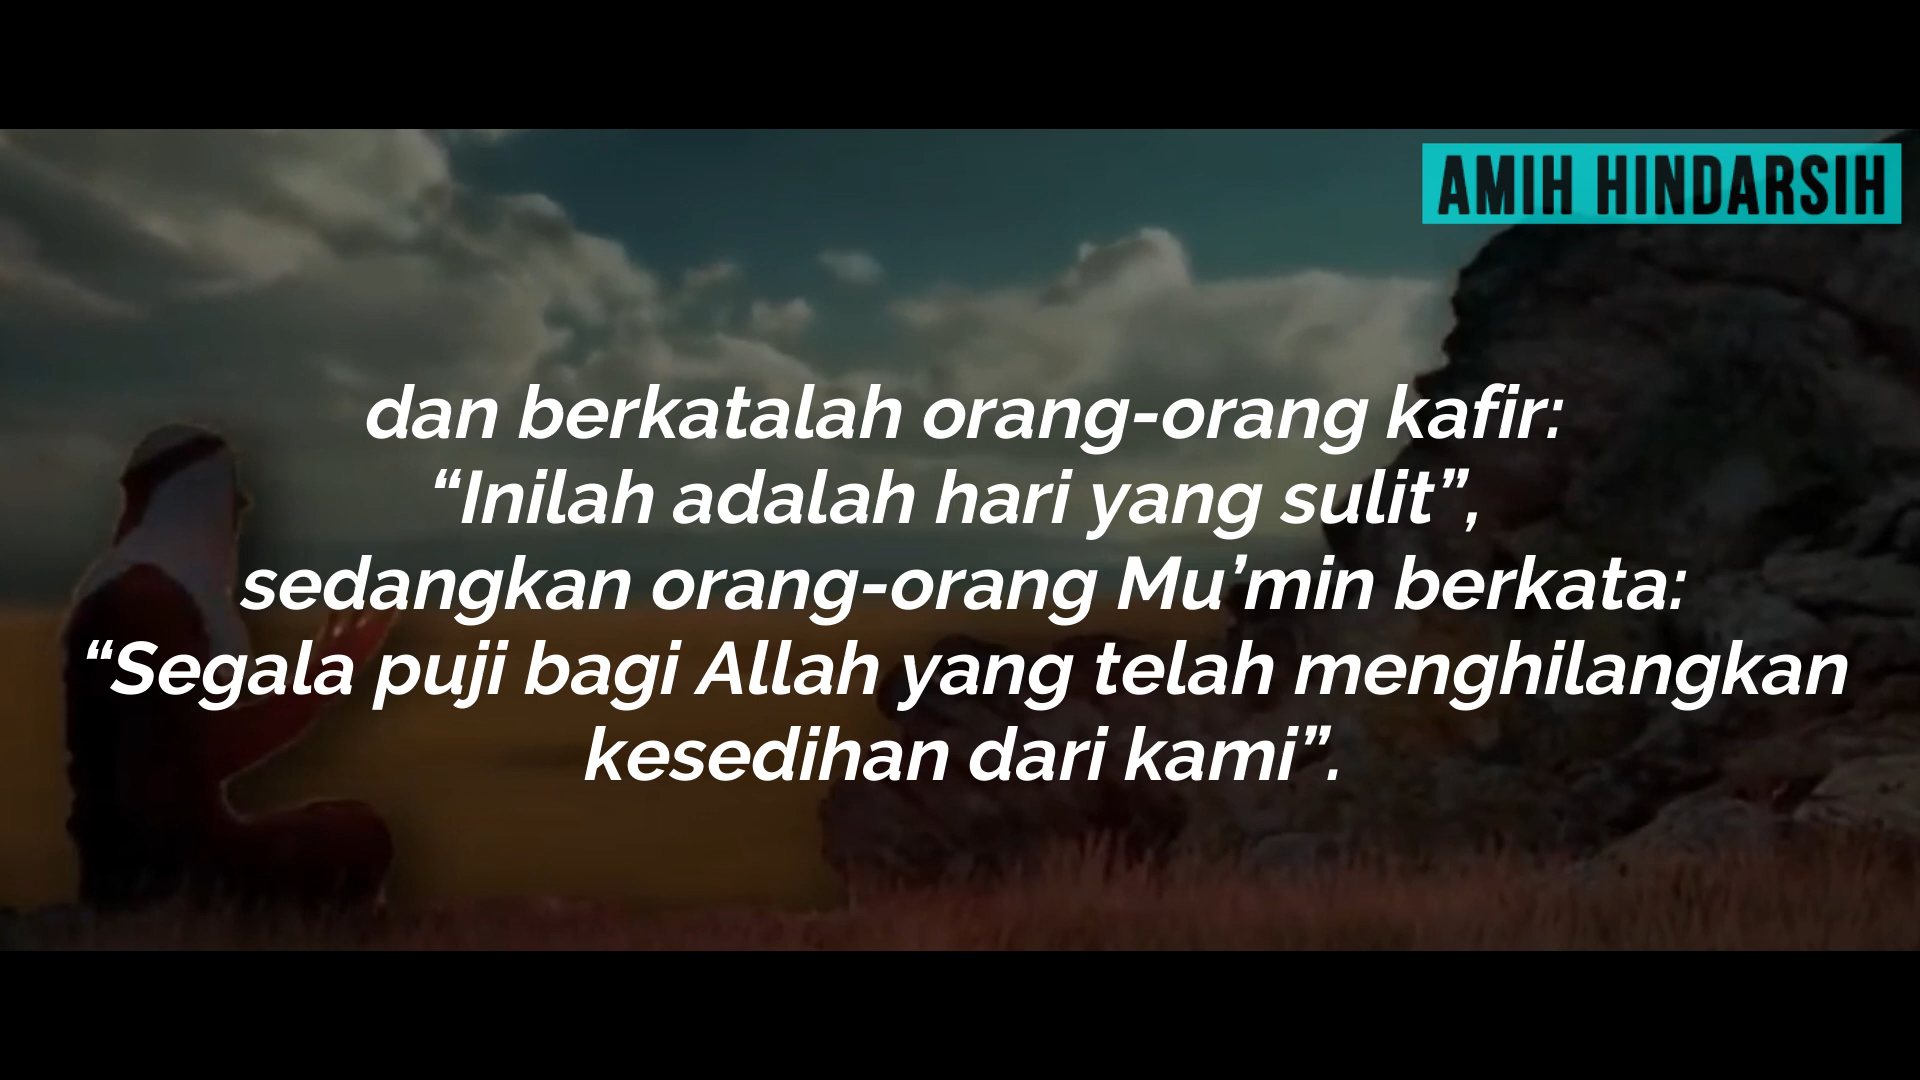 AMIH HINDARSIH
dan berkatalah orang-orang kafir:
“Inilah adalah hari yang sulit”,
sedangkan orang-orang Mu’min berkata:
“Segala puji bagi Allah yang telah menghilangkan
kesedihan dari kami”.